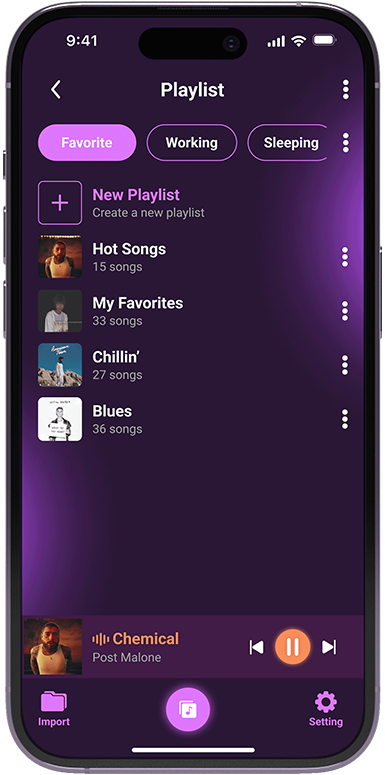 9:41
Playlist
Favorite
Working
Sleeping
New Playlist
Create a new playlist
Hot Songs
15 songs
My Favorites
33 songs
Chillin’
27 songs
Blues
36 songs
Chemical
Post Malone
Import
Setting